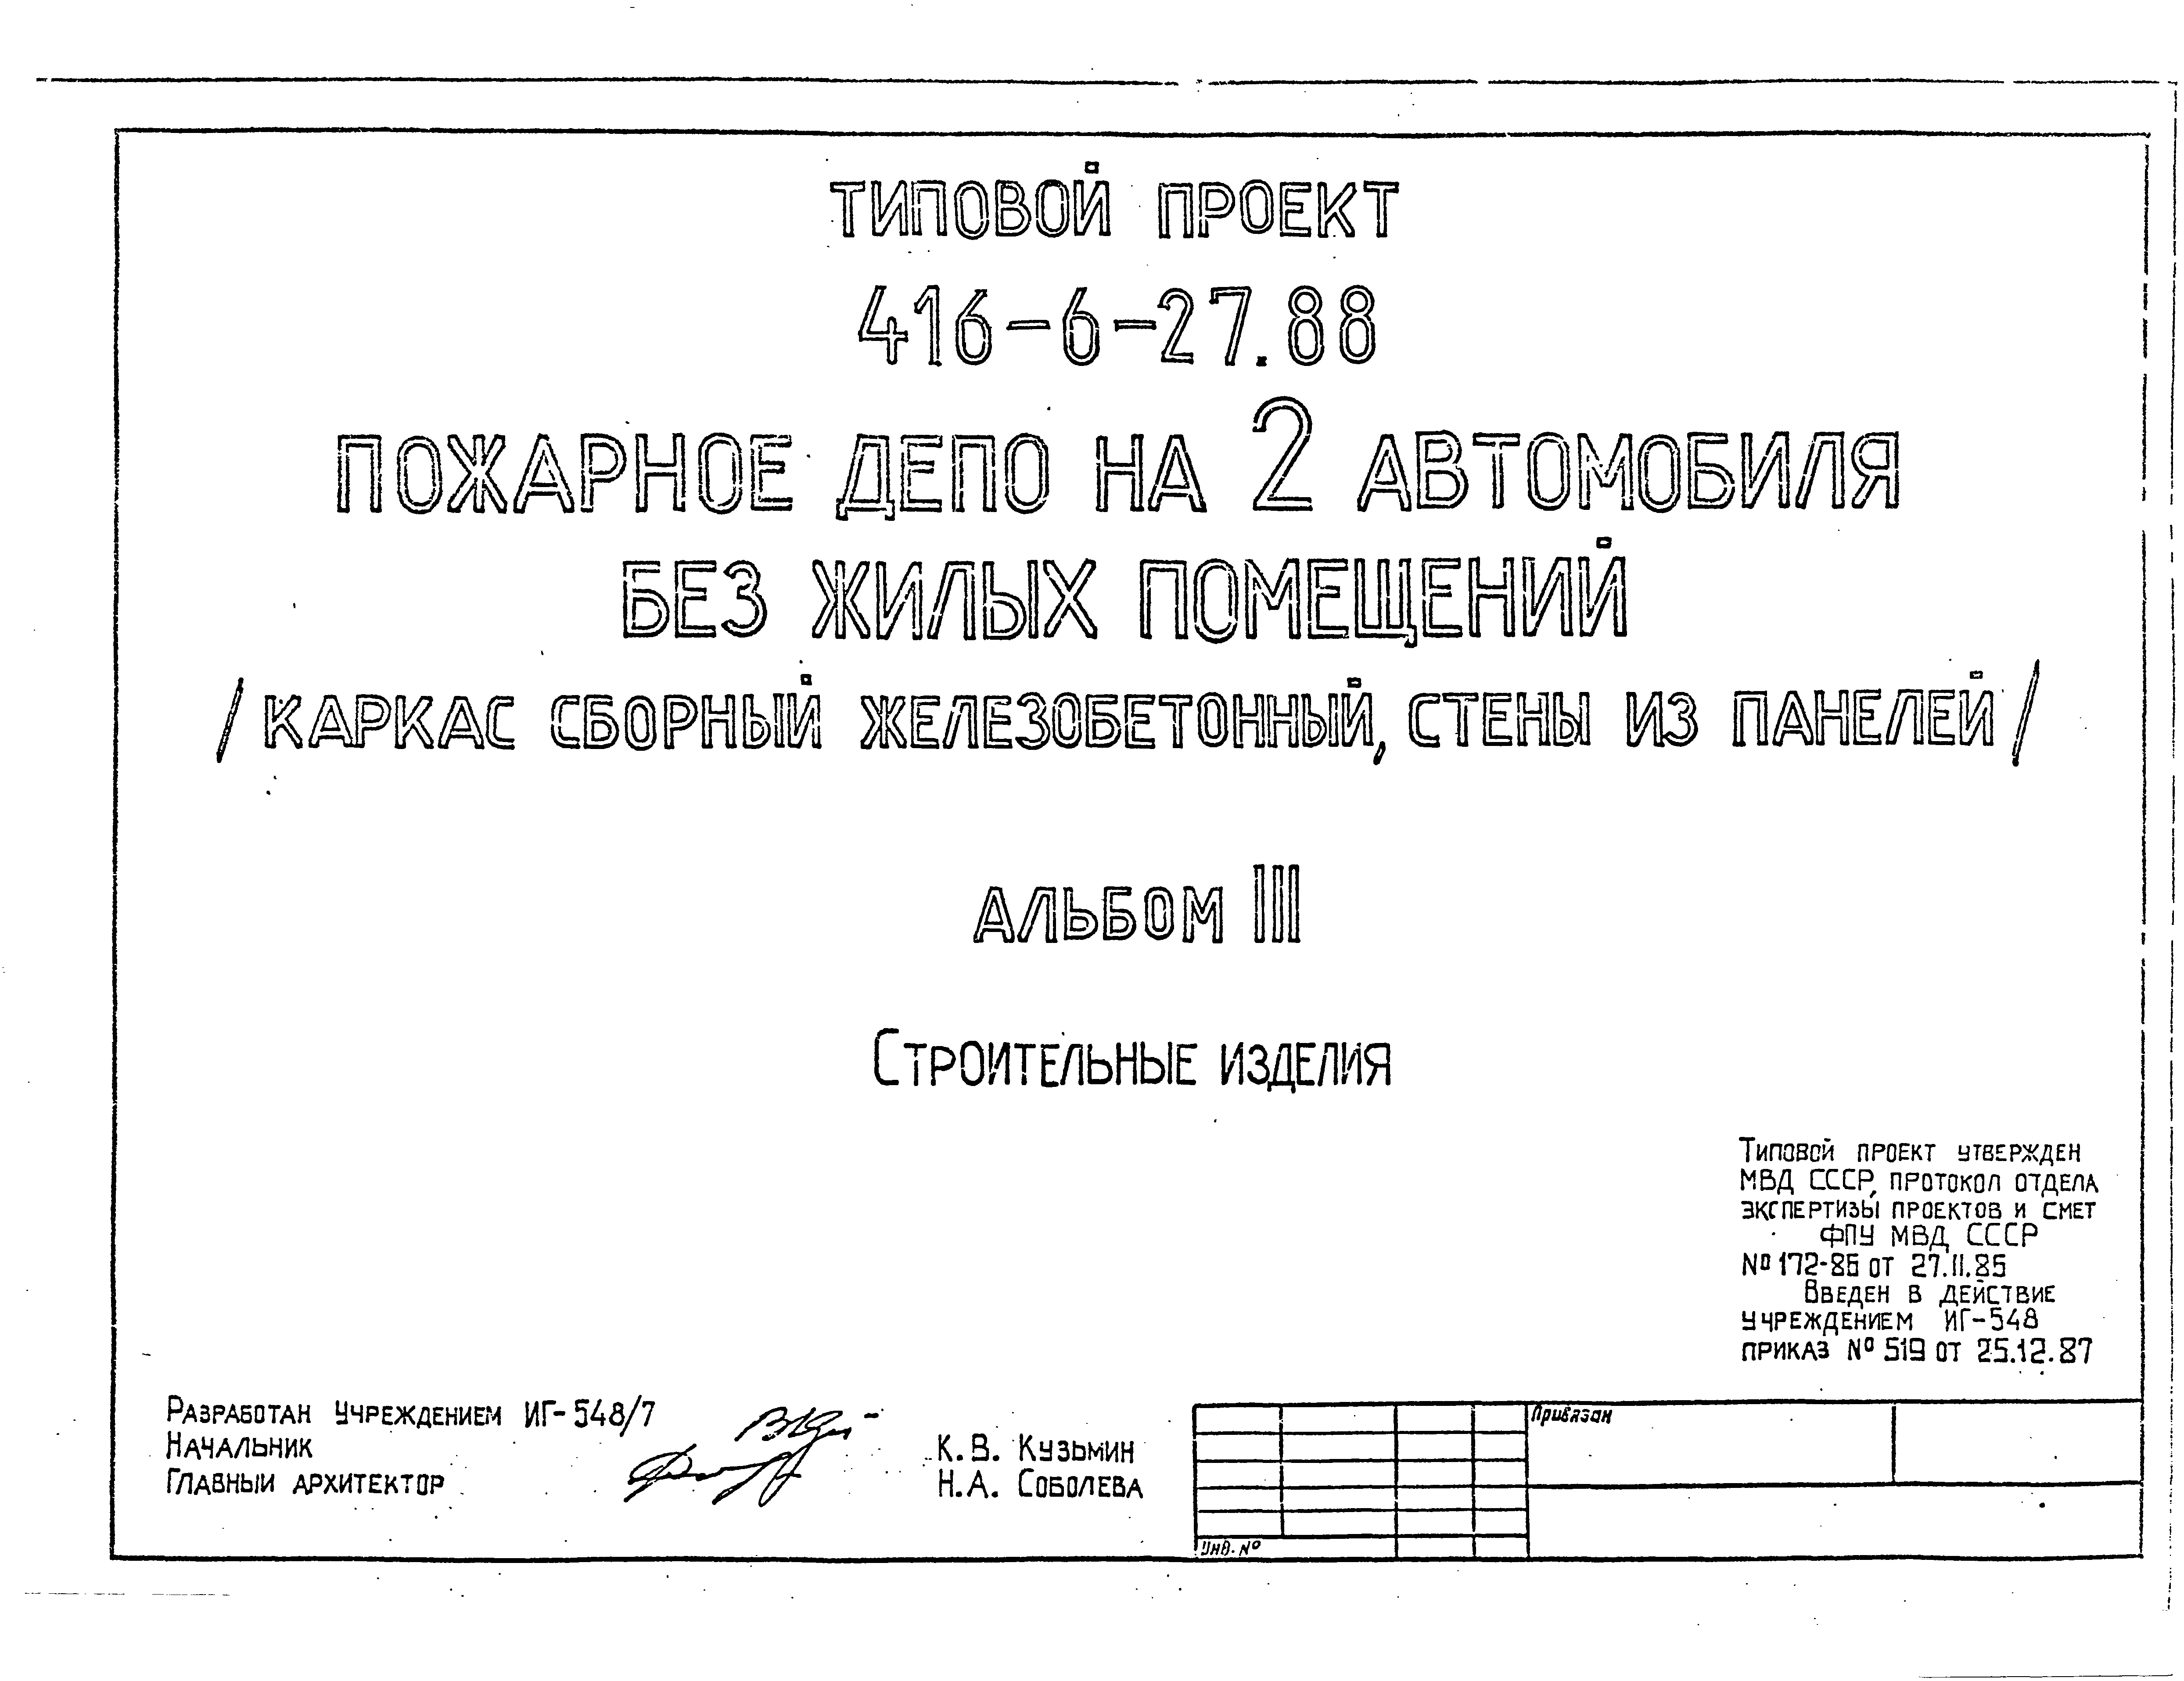 ТИПОВОЙ ПРОЕКТ
416-6-27.88
ПОЖАРНОЕ ДЕПО НА 2 АВТОМОБИЛЯ
БЕЗ ЖИЛЫХ ПОМЕЩЕНИЙ
/КАРКАС СБОРНЫЙ ЖЕЛЕЗОБЕТОННЫЙ, СТЕНЫ ИЗ ПАНЕЛЕЙ/
АЛЬБОМ III
СТРОИТЕЛЬНЫЕ ИЗДЕЛИЯ
ТИПОВОЙ ПРОЕКТ УТВЕРЖДЕН
МВД СССР, ПРОТОКОЛ ОТДЕЛА
ЭКСПЕРТИЗЫ ПРОЕКТОВ И СМЕТ
ФПУ МВД СССР
№172-85 ОТ 27.11.85
ВВЕДЕН В ДЕЙСТВИЕ
УЧРЕЖДЕНИЕМ ИГ-548
ПРИКАЗ № 519 ОТ 25.12.87
РАЗРАБОТАН УЧРЕЖДЕНИЕМ ИГ-548/7
НАЧАЛЬНИК К.В. КУЗЬМИН
ГЛАВНЫЙ АРХИТЕКТОР Н.А. СОБОЛЕВА
Привязан
Инв. №